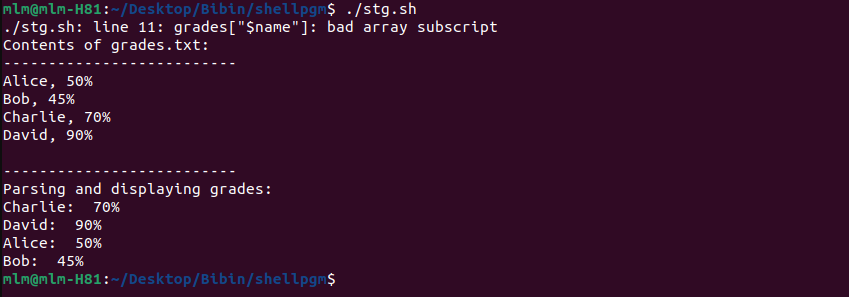 mlm@mlm-H81:~/Desktop/Bibin/shellpgm$ ./stg.sh
./stg.sh: line 11: grades["$name"]: bad array subscript
Contents of grades.txt:
--------------------------
Alice, 50%
Bob, 45%
Charlie, 70%
David, 90%

--------------------------
Parsing and displaying grades:
Charlie:  70%
David:  90%
Alice:  50%
Bob:  45%
mlm@mlm-H81:~/Desktop/Bibin/shellpgm$